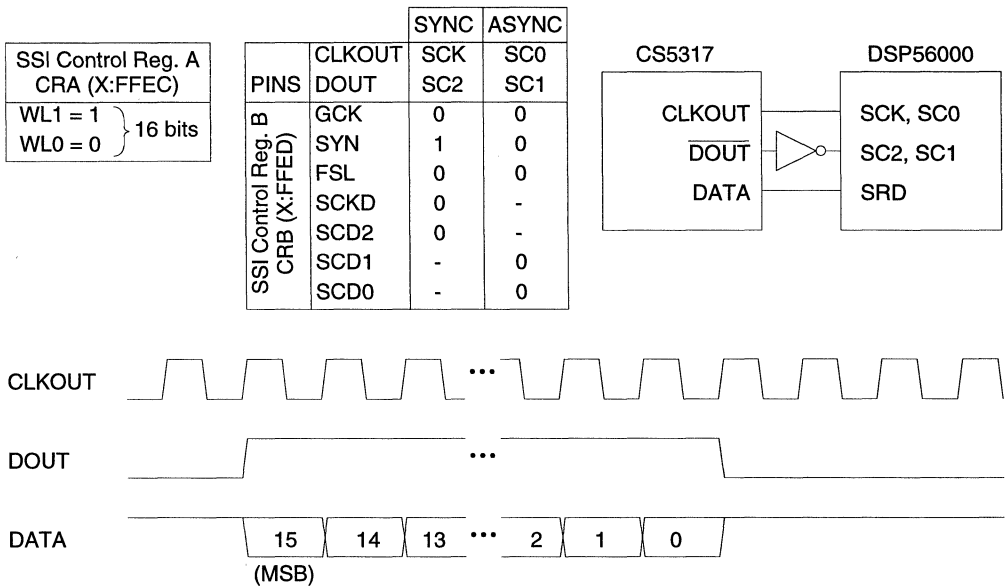 SSI Control Reg. A
CRA (X:FFEC)
WL1 = 1
WL0 = 0
16 bits
SYNC ASYNC
CLKOUT SCK SC0
PINS DOUT SC2 SC1
SSI Control Reg. B
CRB (X:FFED)
GCK 0 0
SYN 1 0
FSL 0 0
SCKD 0 -
SCD2 0 -
SCD1 - 0
SCD0 - 0
CS5317 DSP56000
CLKOUT SCK, SC0
DOUT SC2, SC1
DATA SRD
CLKOUT •••
DOUT •••
DATA 15 14 13 ••• 2 1 0
(MSB)